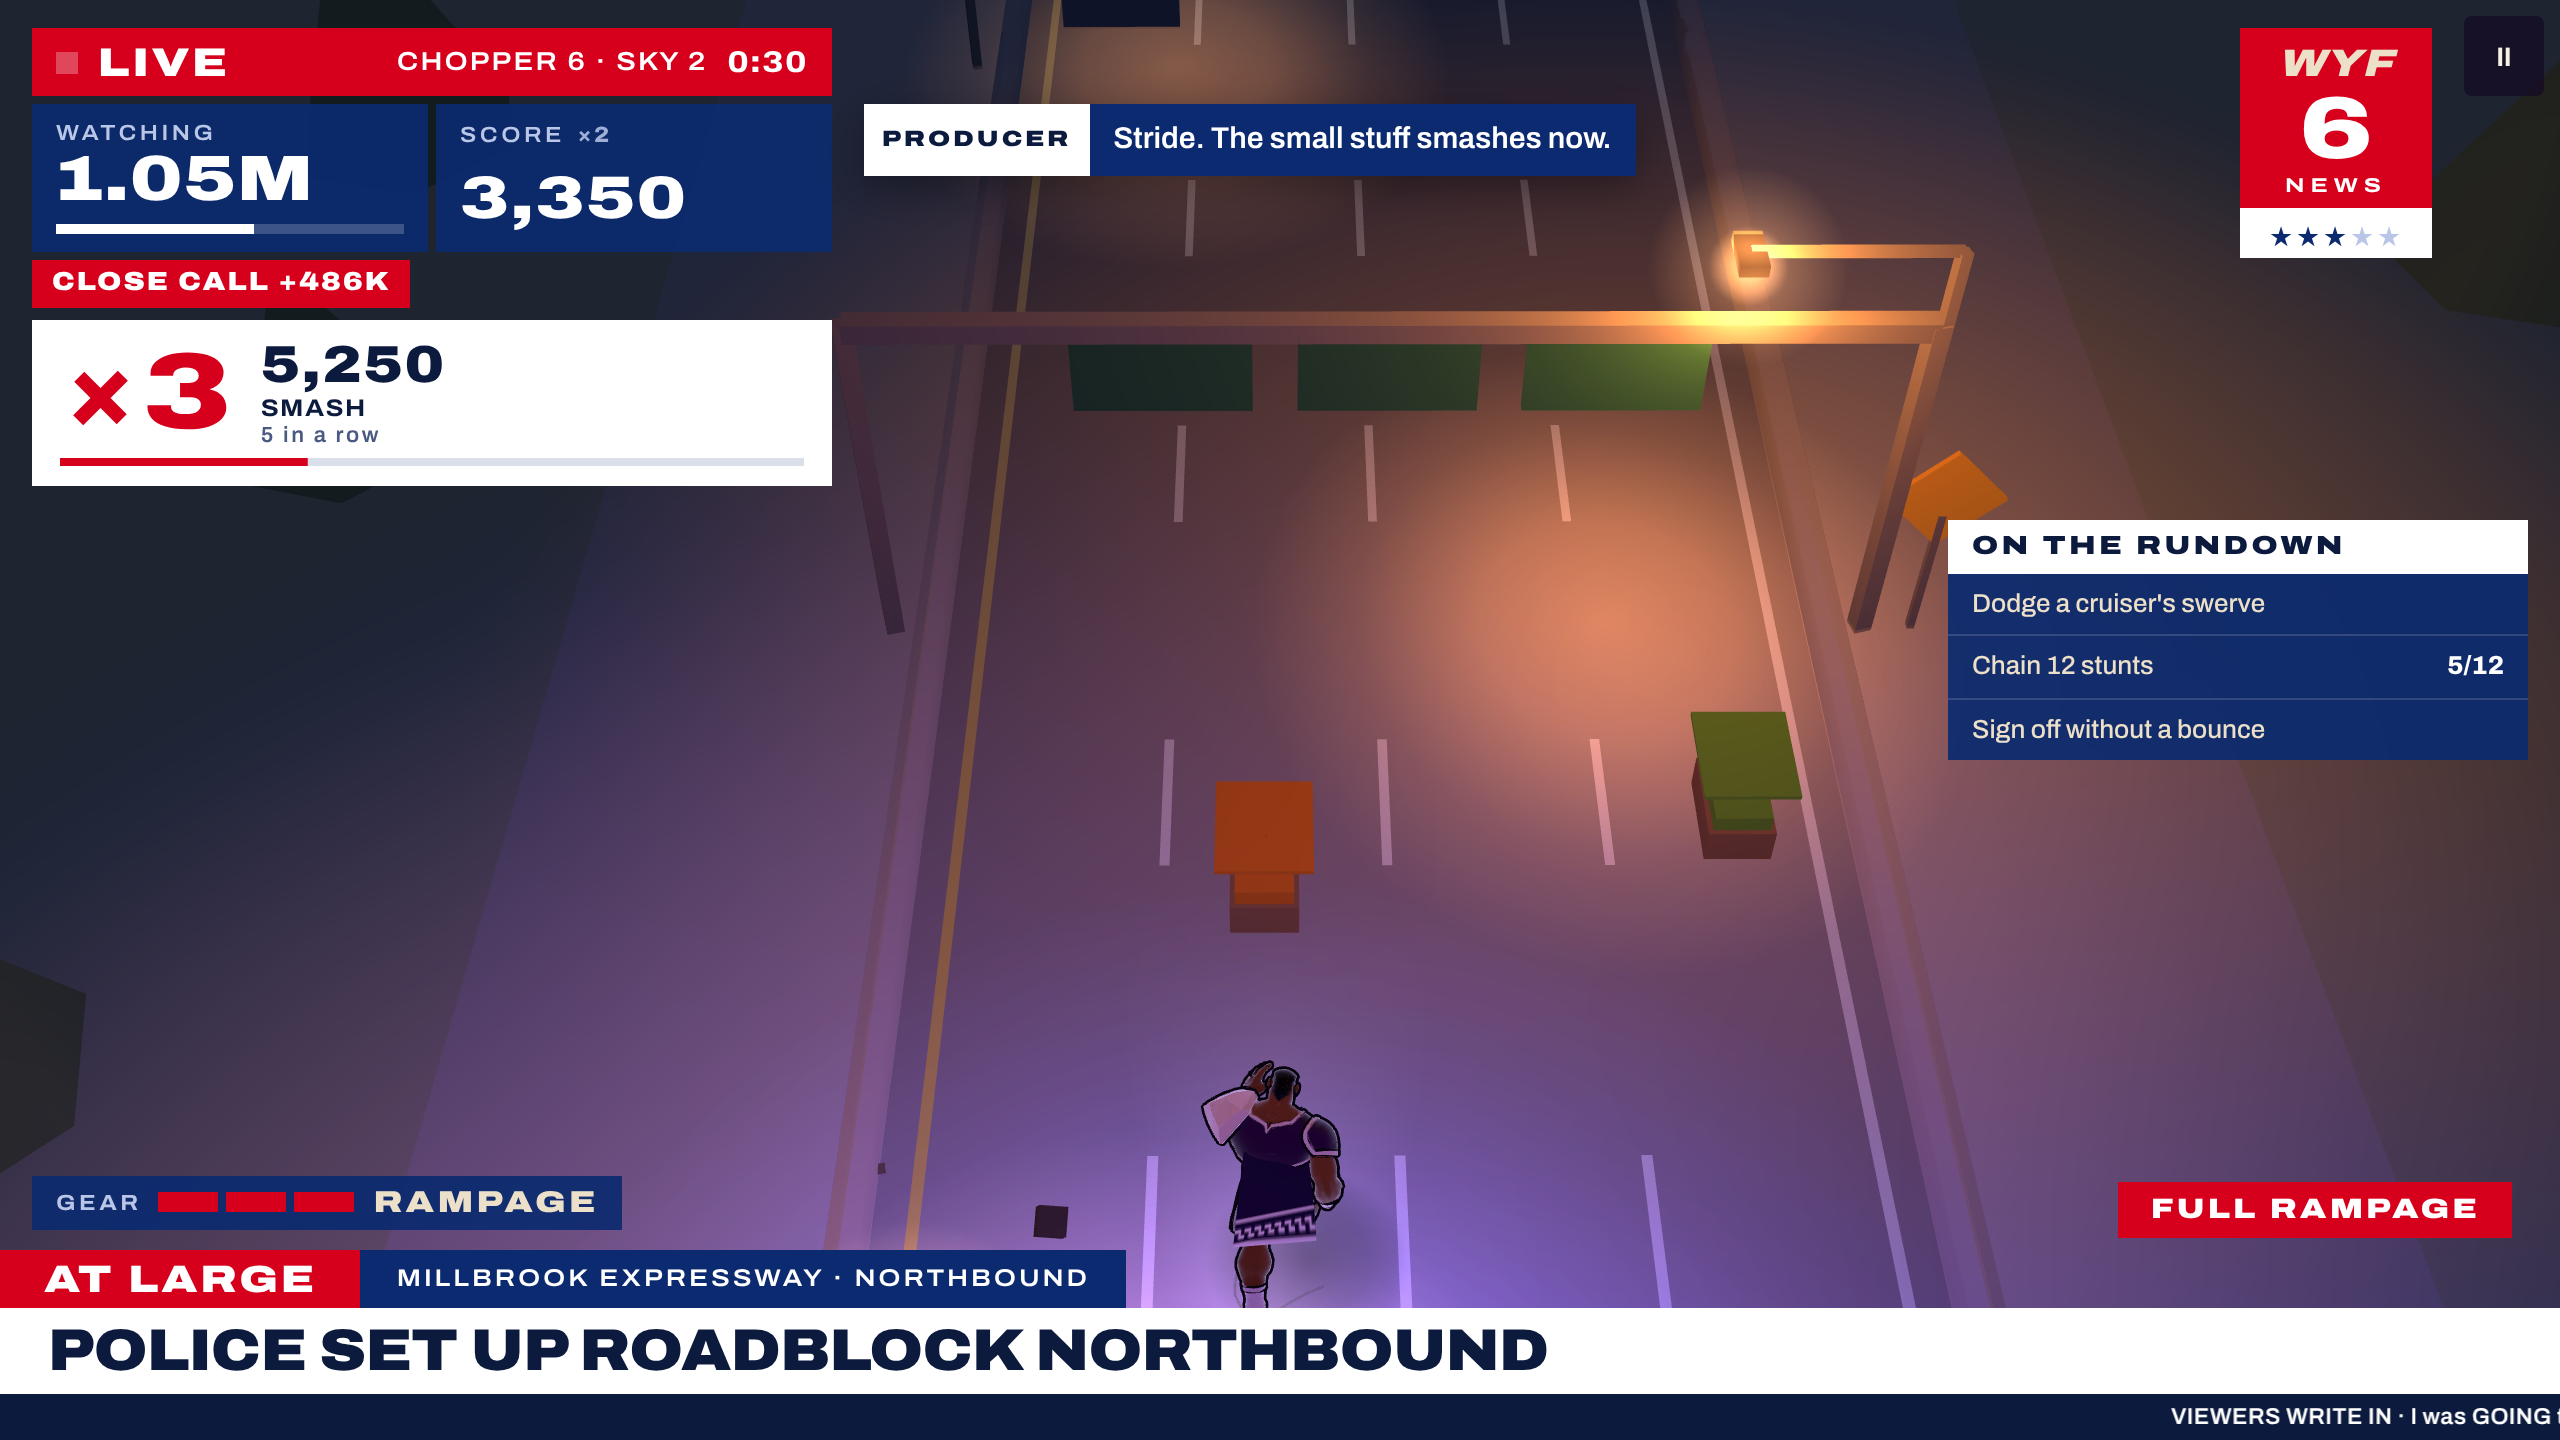 LIVE CHOPPER 6 · SKY 2 0:30
WATCHING
1.05M
SCORE ×2
3,350
CLOSE CALL +486K
×3
5,250
SMASH
5 in a row
PRODUCER Stride. The small stuff smashes now.
WYF
6
NEWS
ON THE RUNDOWN
Dodge a cruiser's swerve
Chain 12 stunts 5/12
Sign off without a bounce
GEAR RAMPAGE
FULL RAMPAGE
AT LARGE MILLBROOK EXPRESSWAY · NORTHBOUND
POLICE SET UP ROADBLOCK NORTHBOUND
VIEWERS WRITE IN · I was GOING